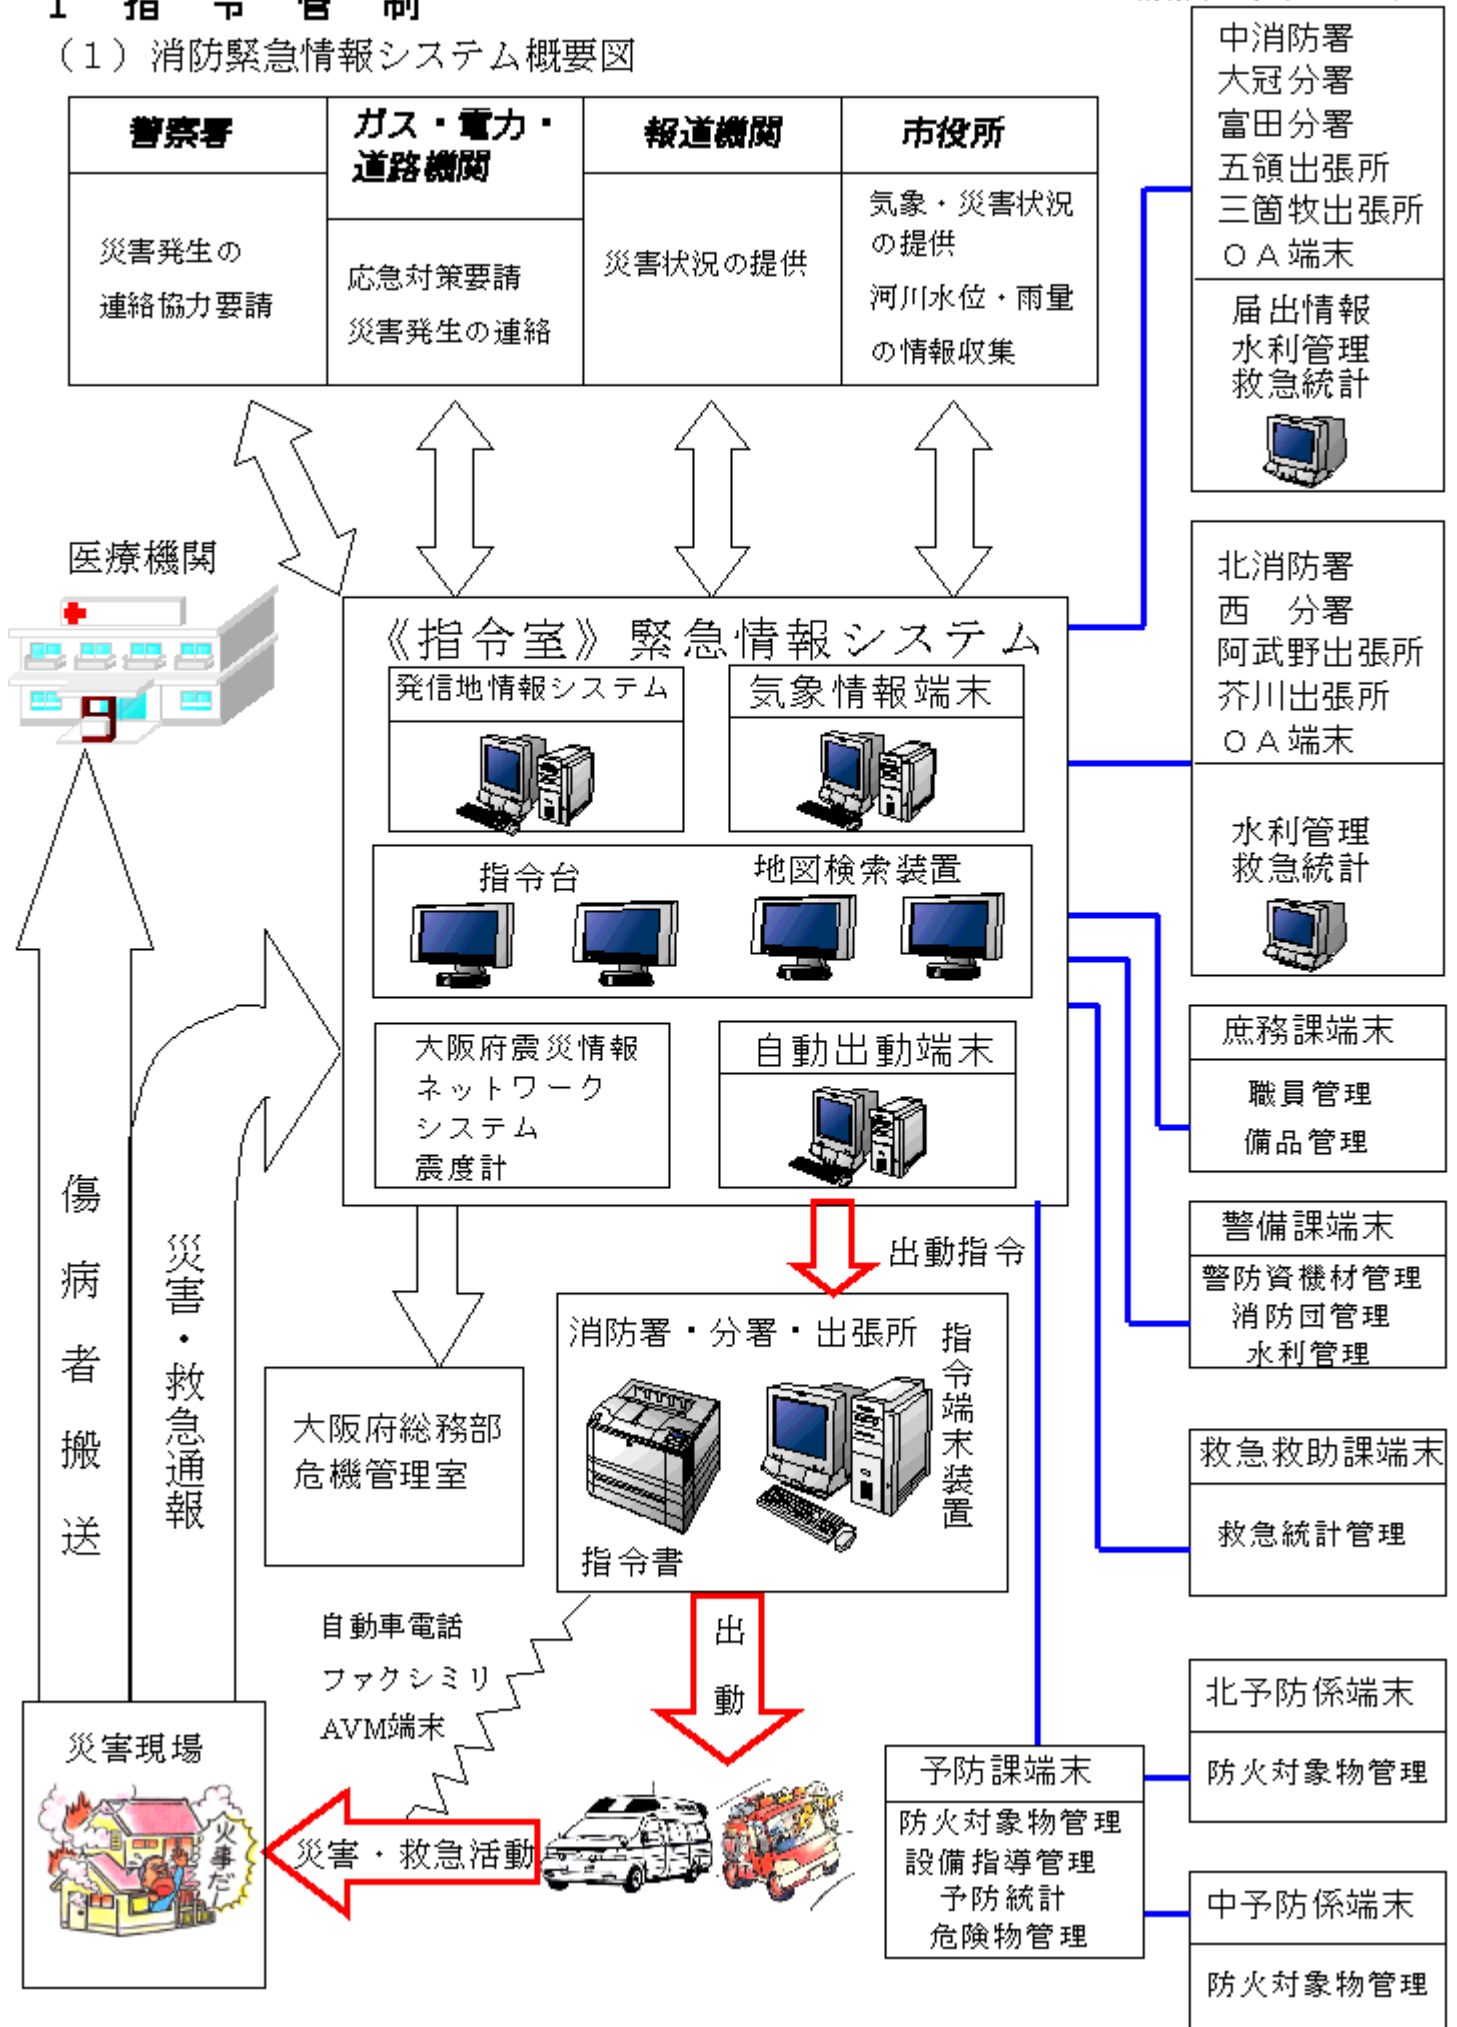 １ 指 令 管 制
（１）消防緊急情報システム概要図
警察署
災害発生の
連絡協力要請
ガス・電力・
道路機関
応急対策要請
災害発生の連絡
報道機関
災害状況の提供
市役所
気象・災害状況
の提供
河川水位・雨量
の情報収集
中消防署
大冠分署
富田分署
五領出張所
三箇牧出張所
ＯＡ端末
届出情報
水利管理
救急統計
医療機関
《指令室》緊急情報システム
発信地情報システム
気象情報端末
指令台
地図検索装置
大阪府震災情報
ネットワーク
システム
震度計
自動出動端末
北消防署
西　分署
阿武野出張所
芥川出張所
ＯＡ端末
水利管理
救急統計
庶務課端末
職員管理
備品管理
警備課端末
警防資機材管理
消防団管理
水利管理
救急救助課端末
救急統計管理
傷病者搬送
災害・救急通報
出動指令
大阪府総務部
危機管理室
消防署・分署・出張所
指令端末装置
指令書
自動車電話
ファクシミリ
AVM端末
出動
災害現場
火事だー
災害・救急活動
予防課端末
防火対象物管理
設備指導管理
予防統計
危険物管理
北予防係端末
防火対象物管理
中予防係端末
防火対象物管理